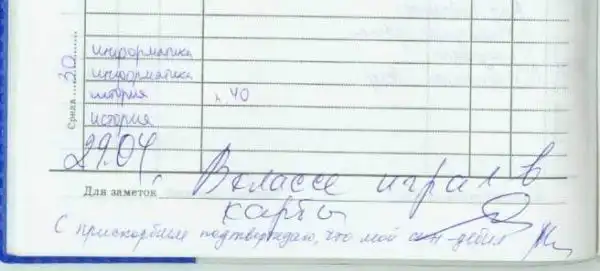 Среда 30
информатика
информатика
история п. 40
история
29.04
Для заметок В классе играл в
карты
С прискорбием подтверждаю, что мой сын - дебил